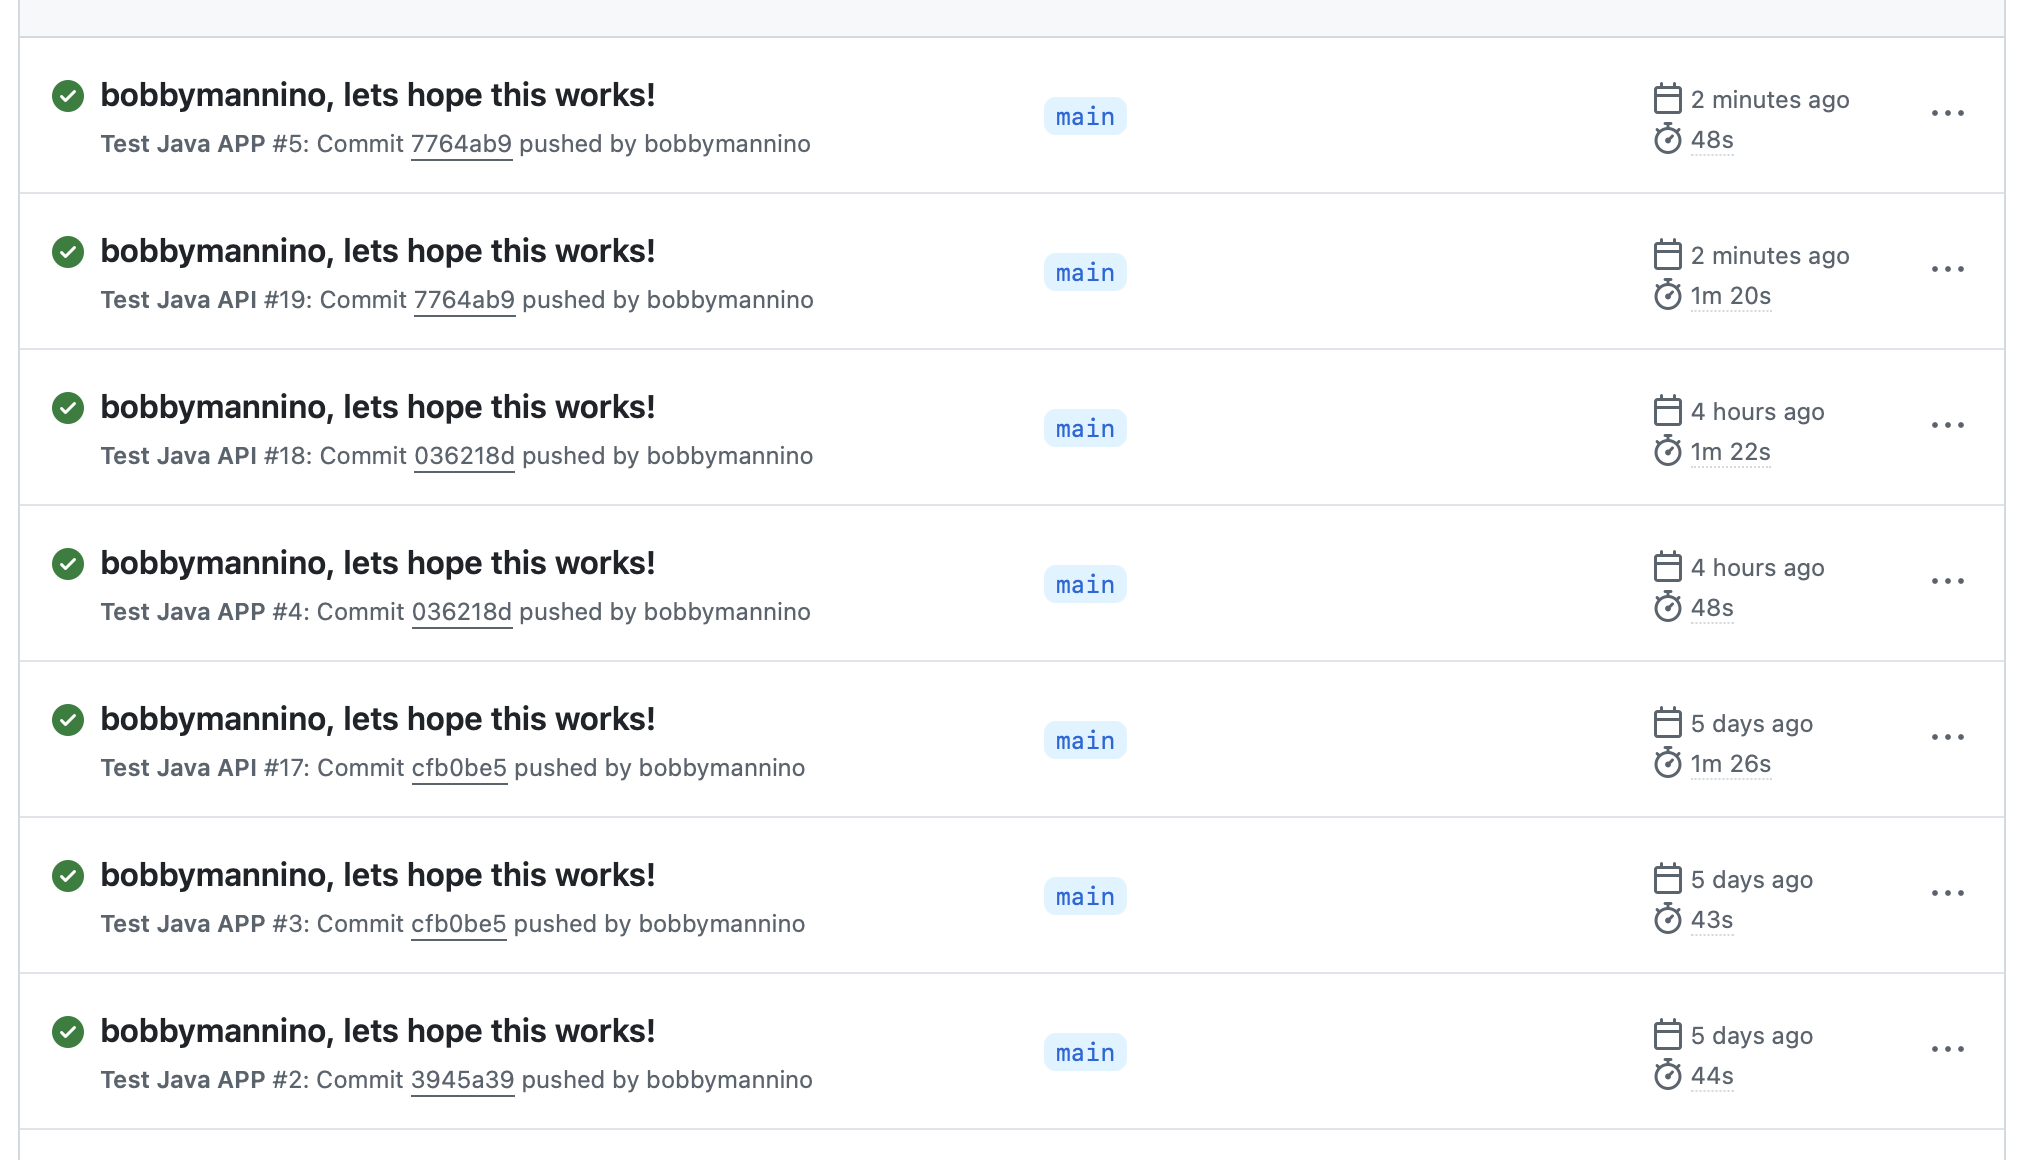 bobbymannino, lets hope this works!
Test Java APP #5: Commit 7764ab9 pushed by bobbymannino
main
2 minutes ago
48s
bobbymannino, lets hope this works!
Test Java API #19: Commit 7764ab9 pushed by bobbymannino
main
2 minutes ago
1m 20s
bobbymannino, lets hope this works!
Test Java API #18: Commit 036218d pushed by bobbymannino
main
4 hours ago
1m 22s
bobbymannino, lets hope this works!
Test Java APP #4: Commit 036218d pushed by bobbymannino
main
4 hours ago
48s
bobbymannino, lets hope this works!
Test Java API #17: Commit cfb0be5 pushed by bobbymannino
main
5 days ago
1m 26s
bobbymannino, lets hope this works!
Test Java APP #3: Commit cfb0be5 pushed by bobbymannino
main
5 days ago
43s
bobbymannino, lets hope this works!
Test Java APP #2: Commit 3945a39 pushed by bobbymannino
main
5 days ago
44s